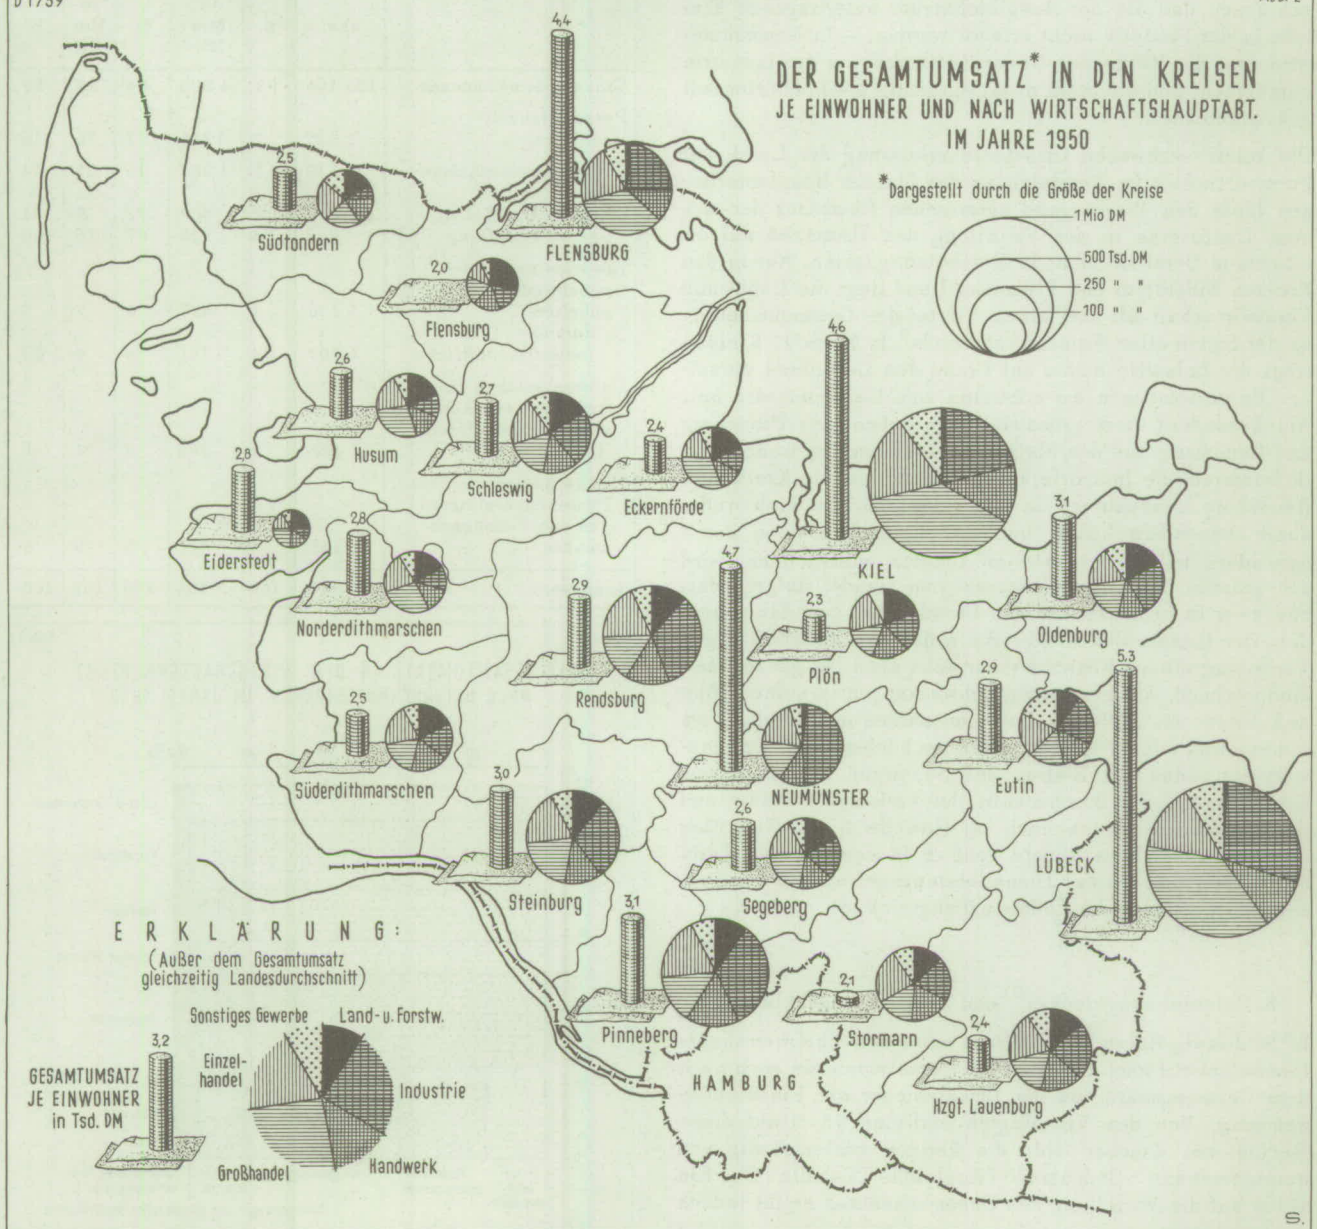 D 1759
DER GESAMTUMSATZ* IN DEN KREISEN
JE EINWOHNER UND NACH WIRTSCHAFTSHAUPTABT.
IM JAHRE 1950
*Dargestellt durch die Größe der Kreise
1 Mio DM
500 Tsd. DM
250 " "
100 " "
4,4
FLENSBURG
2,5
Südtondern
2,0
Flensburg
2,6
Husum
2,7
Schleswig
2,4
Eckernförde
4,6
KIEL
2,8
Eiderstedt
2,8
Norderdithmarschen
2,9
Rendsburg
2,3
Plön
3,1
Oldenburg
2,5
Süderdithmarschen
4,7
NEUMÜNSTER
2,9
Eutin
5,3
LÜBECK
3,0
Steinburg
2,6
Segeberg
3,1
Pinneberg
2,1
Stormarn
2,4
Hzgt. Lauenburg
HAMBURG
ERKLÄRUNG:
(Außer dem Gesamtumsatz
gleichzeitig Landesdurchschnitt)
Sonstiges Gewerbe
Land- u. Forstw.
Einzel-
handel
Industrie
Großhandel
Handwerk
3,2
GESAMTUMSATZ
JE EINWOHNER
in Tsd. DM
S.